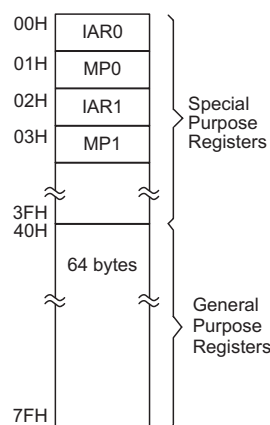 00H
IAR0
01H
MP0
02H
IAR1
03H
MP1
Special
Purpose
Registers
3FH
40H
64 bytes
General
Purpose
Registers
7FH